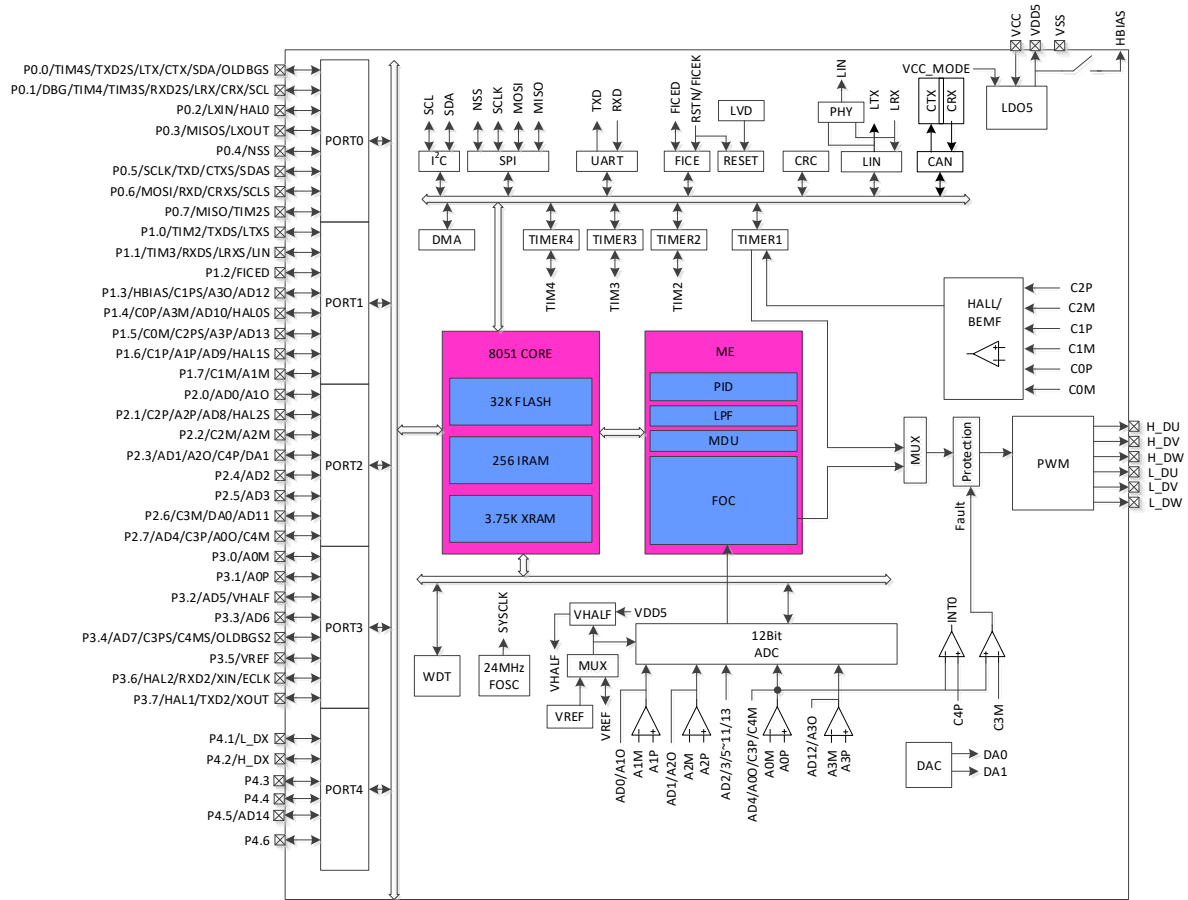 VCC
VDD5
VSS
HBIAS
P0.0/TIM4S/TXD2S/LTX/CTX/SDA/OLDBGS
P0.1/DBG/TIM4/TIM3S/RXD2S/LRX/CRX/SCL
P0.2/LXIN/HAL0
P0.3/MISOS/LXOUT
P0.4/NSS
P0.5/SCLK/TXD/CTXS/SDAS
P0.6/MOSI/RXD/CRXS/SCLS
P0.7/MISO/TIM2S
PORT0
P1.0/TIM2/TXDS/LTXS
P1.1/TIM3/RXDS/LRXS/LIN
P1.2/FICED
P1.3/HBIAS/C1PS/A3O/AD12
P1.4/C0P/A3M/AD10/HAL0S
P1.5/C0M/C2PS/A3P/AD13
P1.6/C1P/A1P/AD9/HAL1S
P1.7/C1M/A1M
PORT1
P2.0/AD0/A1O
P2.1/C2P/A2P/AD8/HAL2S
P2.2/C2M/A2M
P2.3/AD1/A2O/C4P/DA1
P2.4/AD2
P2.5/AD3
P2.6/C3M/DA0/AD11
P2.7/AD4/C3P/A0O/C4M
PORT2
P3.0/A0M
P3.1/A0P
P3.2/AD5/VHALF
P3.3/AD6
P3.4/AD7/C3PS/C4MS/OLDBGS2
P3.5/VREF
P3.6/HAL2/RXD2/XIN/ECLK
P3.7/HAL1/TXD2/XOUT
PORT3
P4.1/L_DX
P4.2/H_DX
P4.3
P4.4
P4.5/AD14
P4.6
PORT4
SCL
SDA
I2C
NSS
SCLK
MOSI
MISO
SPI
TXD
RXD
UART
FICED
RSTN/FICEK
FICE
LVD
RESET
CRC
LIN
PHY
LTX
LRX
LIN
VCC_MODE
CTX
CRX
CAN
LDO5
DMA
TIMER4
TIMER3
TIMER2
TIMER1
TIM4
TIM3
TIM2
HALL/
BEMF
C2P
C2M
C1P
C1M
C0P
C0M
8051 CORE
32K FLASH
256 IRAM
3.75K XRAM
ME
PID
LPF
MDU
FOC
MUX
Protection
Fault
PWM
H_DU
H_DV
H_DW
L_DU
L_DV
L_DW
WDT
SYSCLK
24MHz
FOSC
VHALF
VDD5
VHALF
MUX
VREF
VREF
12Bit
ADC
AD0/A1O
A1M
A1P
AD1/A2O
A2M
A2P
AD2/3/5~11/13
AD4/A0O/C3P/C4M
A0M
A0P
AD12/A3O
A3M
A3P
INT0
C4P
C3M
DAC
DA0
DA1